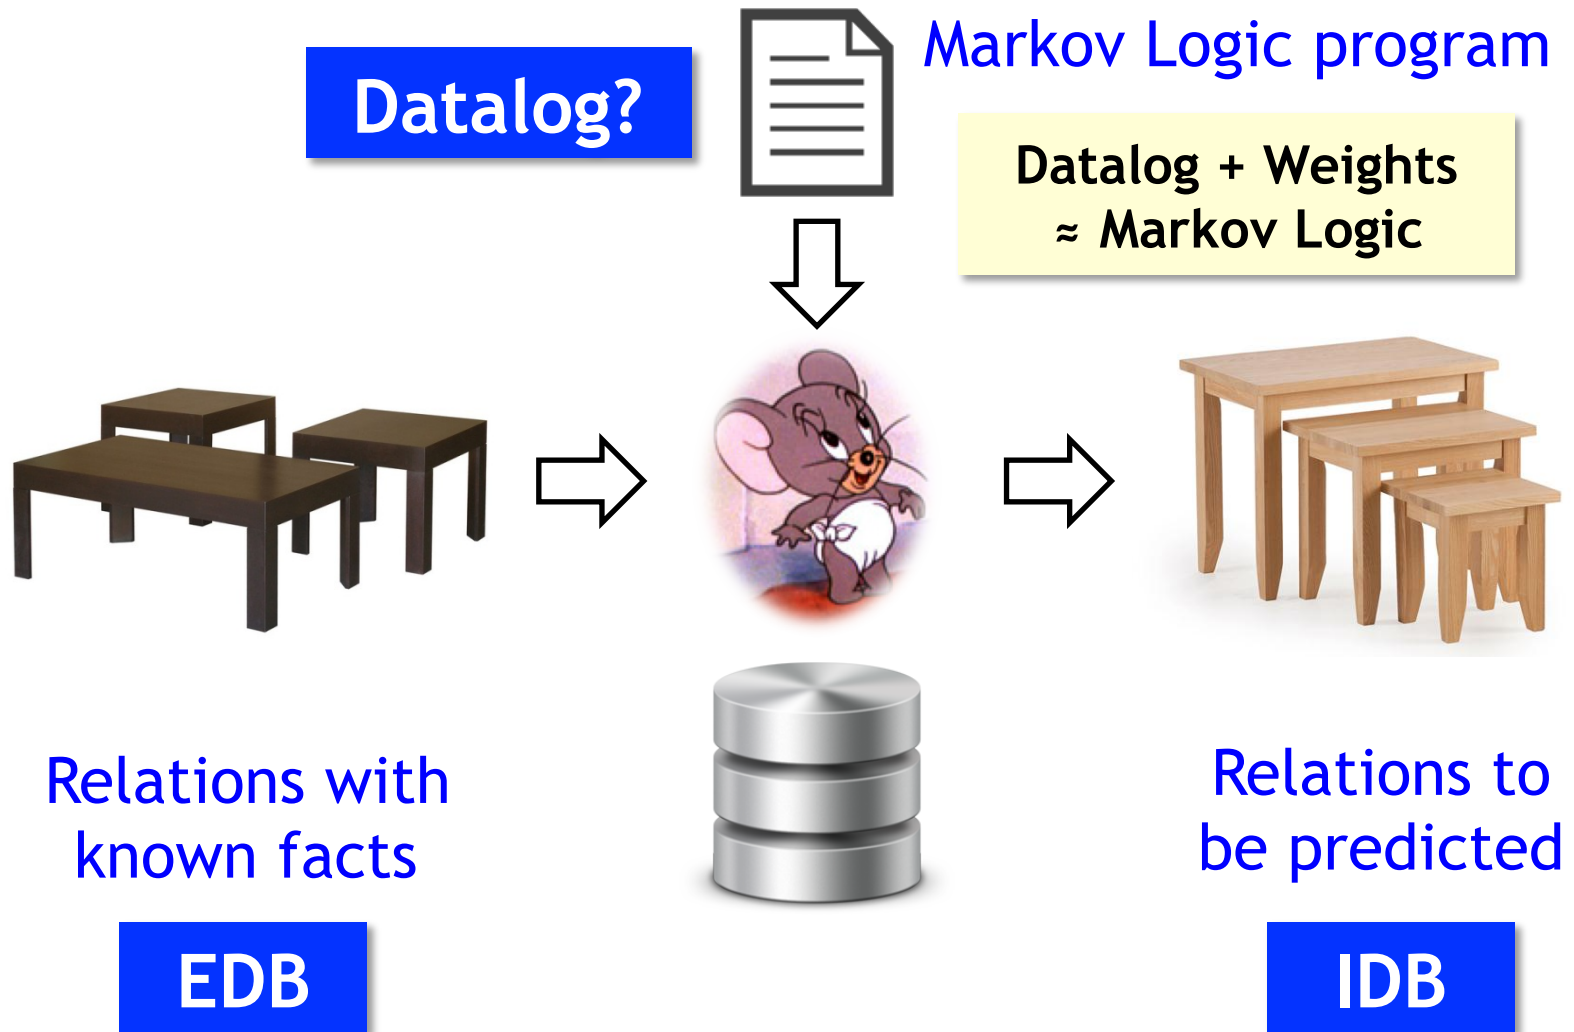 Datalog?
Markov Logic program
Datalog + Weights
≈ Markov Logic
Relations with
known facts
EDB
Relations to
be predicted
IDB